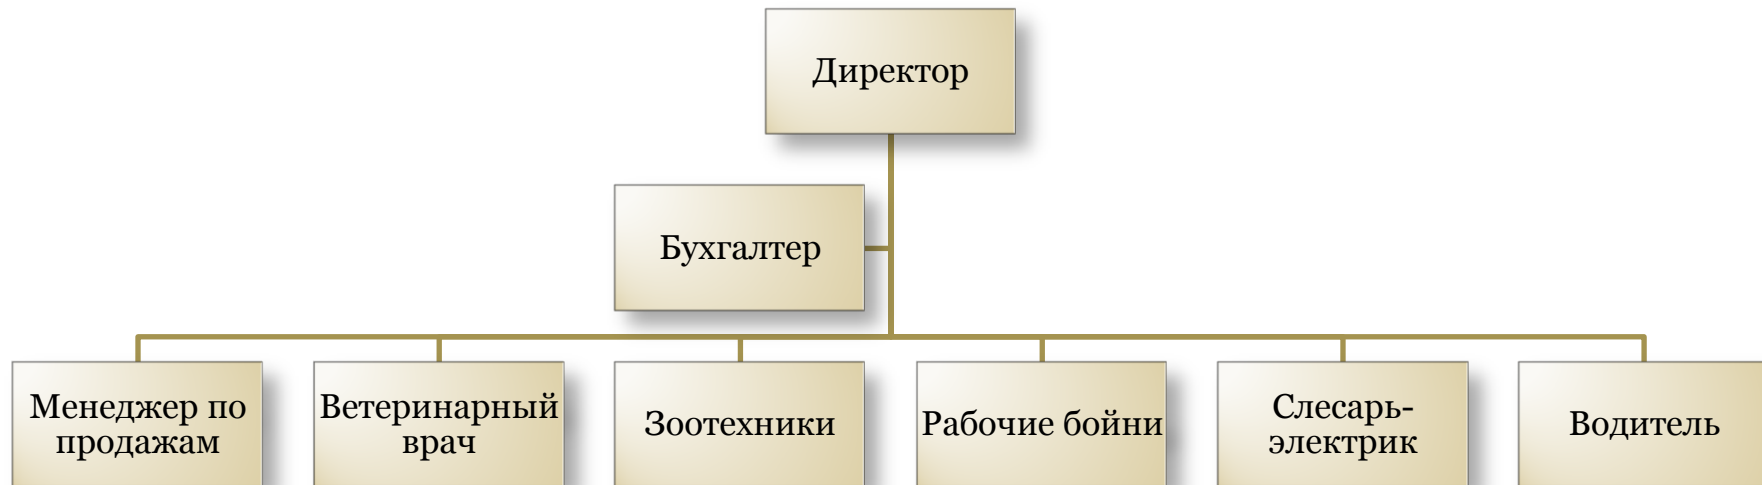 Директор
Бухгалтер
Менеджер по
продажам
Ветеринарный
врач
Зоотехники
Рабочие бойни
Слесарь-
электрик
Водитель